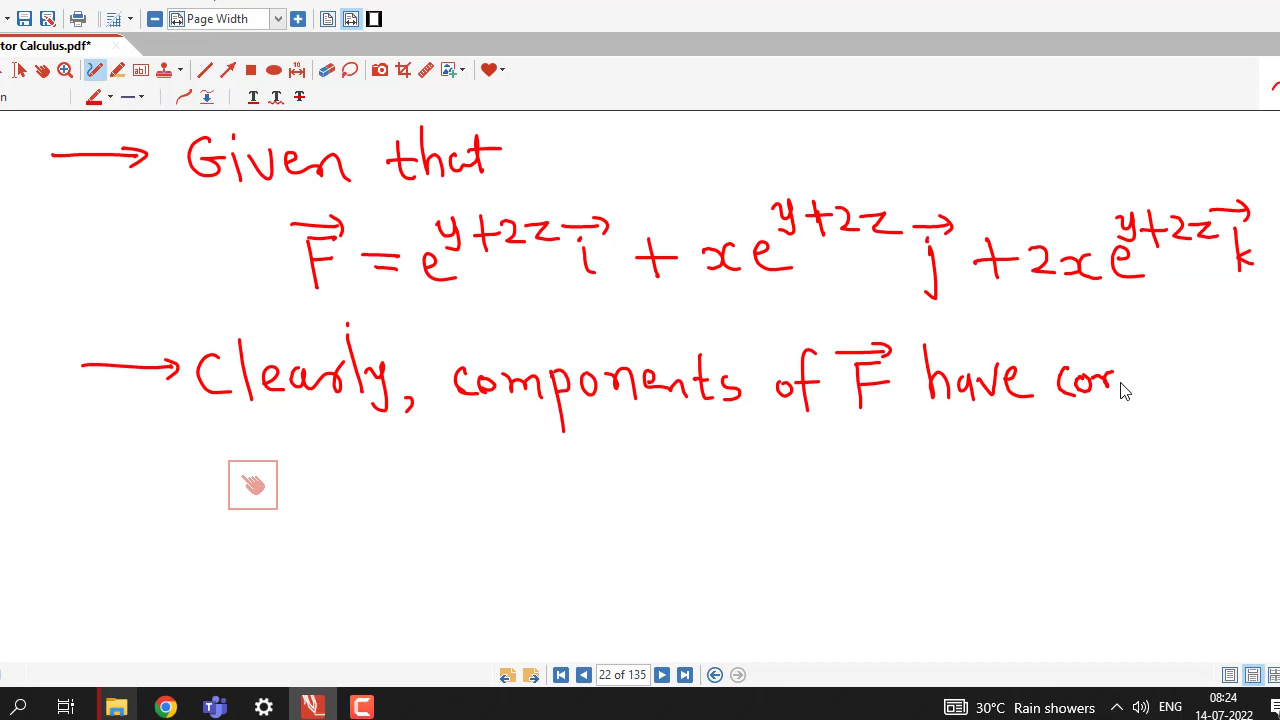 Page Width
tor Calculus.pdf*
n
Given that
F⃗ = e^{y+2z} i⃗ + xe^{y+2z} j⃗ + 2xe^{y+2z} k⃗
Clearly, components of F⃗ have con
22 of 135
30°C Rain showers ENG 08:24
14-07-2022